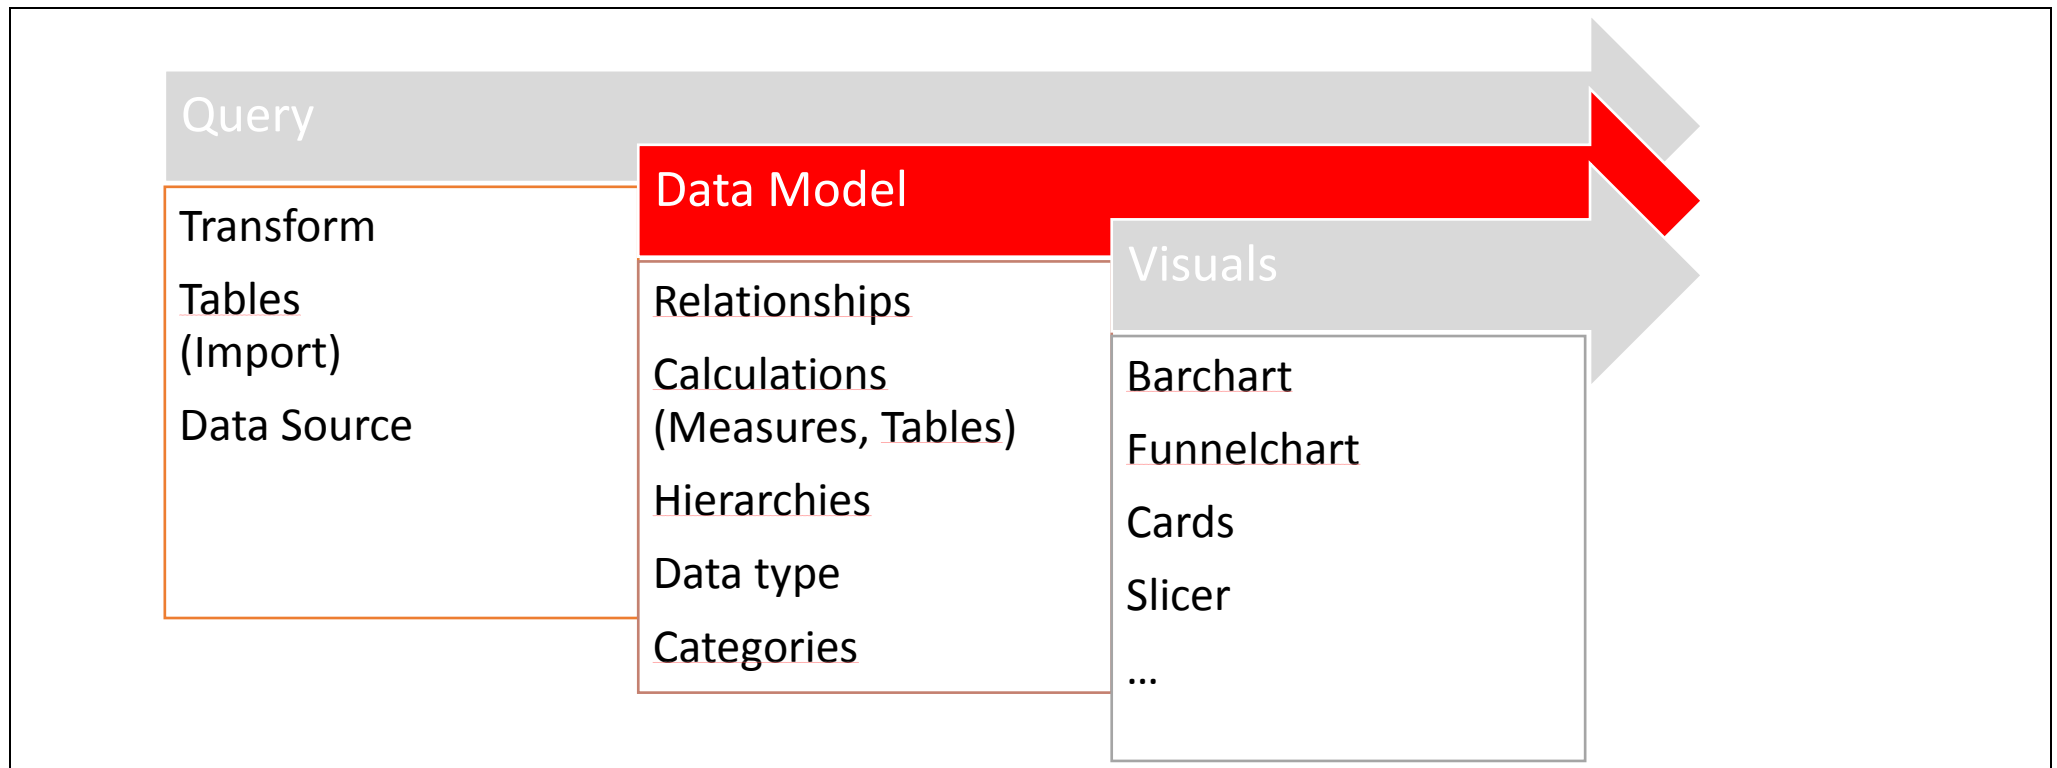 Query
Transform
Tables
(Import)
Data Source
Data Model
Relationships
Calculations
(Measures, Tables)
Hierarchies
Data type
Categories
Visuals
Barchart
Funnelchart
Cards
Slicer
...